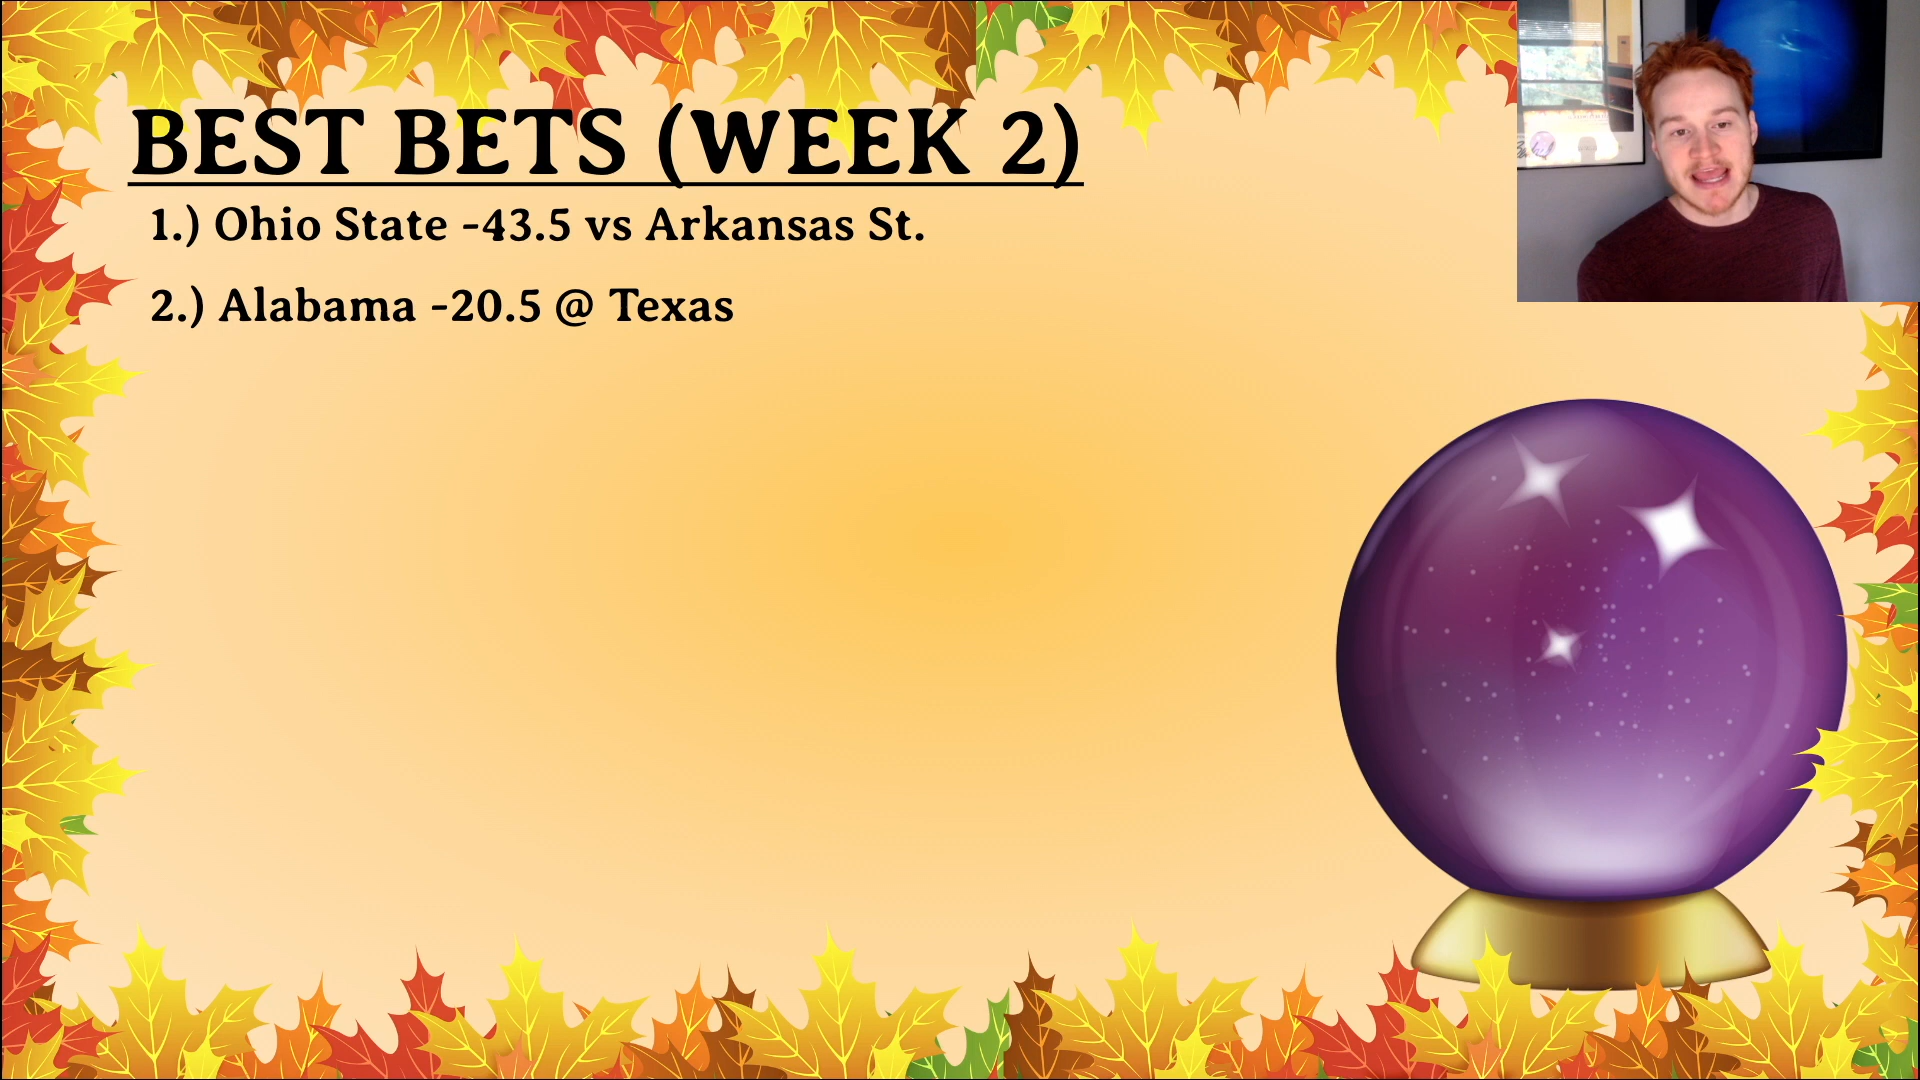 BEST BETS (WEEK 2)
1.) Ohio State -43.5 vs Arkansas St.
2.) Alabama -20.5 @ Texas